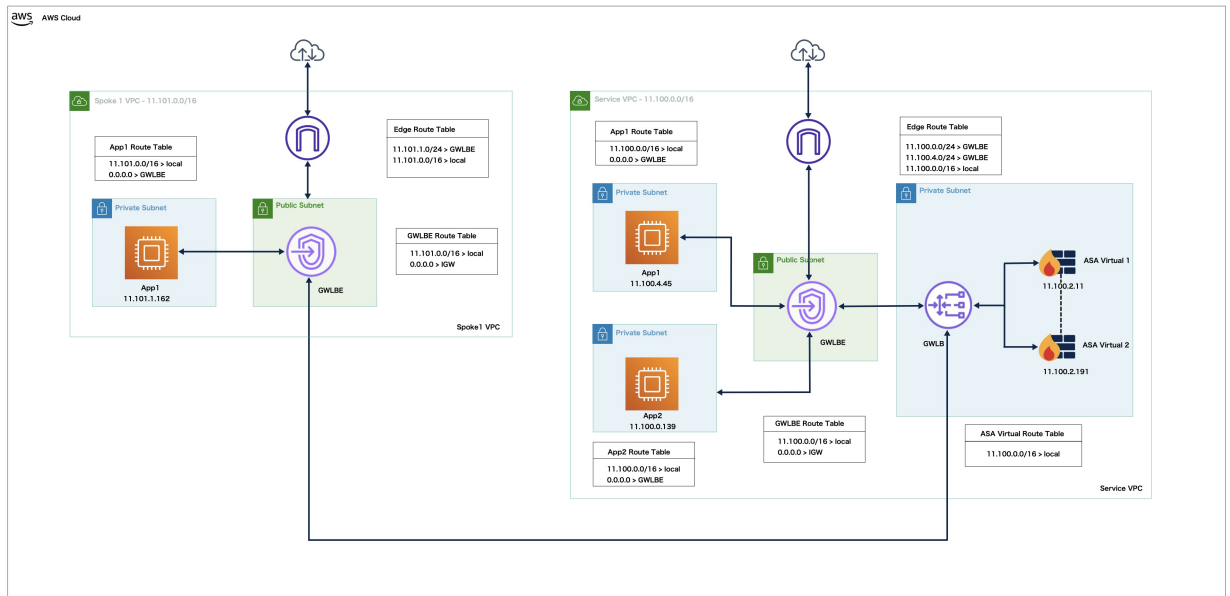 aws
AWS Cloud
Spoke 1 VPC - 11.101.0.0/16
App1 Route Table
11.101.0.0/16 > local
0.0.0.0 > GWLBE
Edge Route Table
11.101.1.0/24 > GWLBE
11.101.0.0/16 > local
Private Subnet
App1
11.101.1.162
Public Subnet
GWLBE
GWLBE Route Table
11.101.0.0/16 > local
0.0.0.0 > IGW
Spoke1 VPC
Service VPC - 11.100.0.0/16
App1 Route Table
11.100.0.0/16 > local
0.0.0.0 > GWLBE
Edge Route Table
11.100.0.0/24 > GWLBE
11.100.4.0/24 > GWLBE
11.100.0.0/16 > local
Private Subnet
App1
11.100.4.45
Public Subnet
GWLBE
Private Subnet
GWLB
ASA Virtual 1
11.100.2.11
ASA Virtual 2
11.100.2.191
Private Subnet
App2
11.100.0.139
App2 Route Table
11.100.0.0/16 > local
0.0.0.0 > GWLBE
GWLBE Route Table
11.100.0.0/16 > local
0.0.0.0 > IGW
ASA Virtual Route Table
11.100.0.0/16 > local
Service VPC